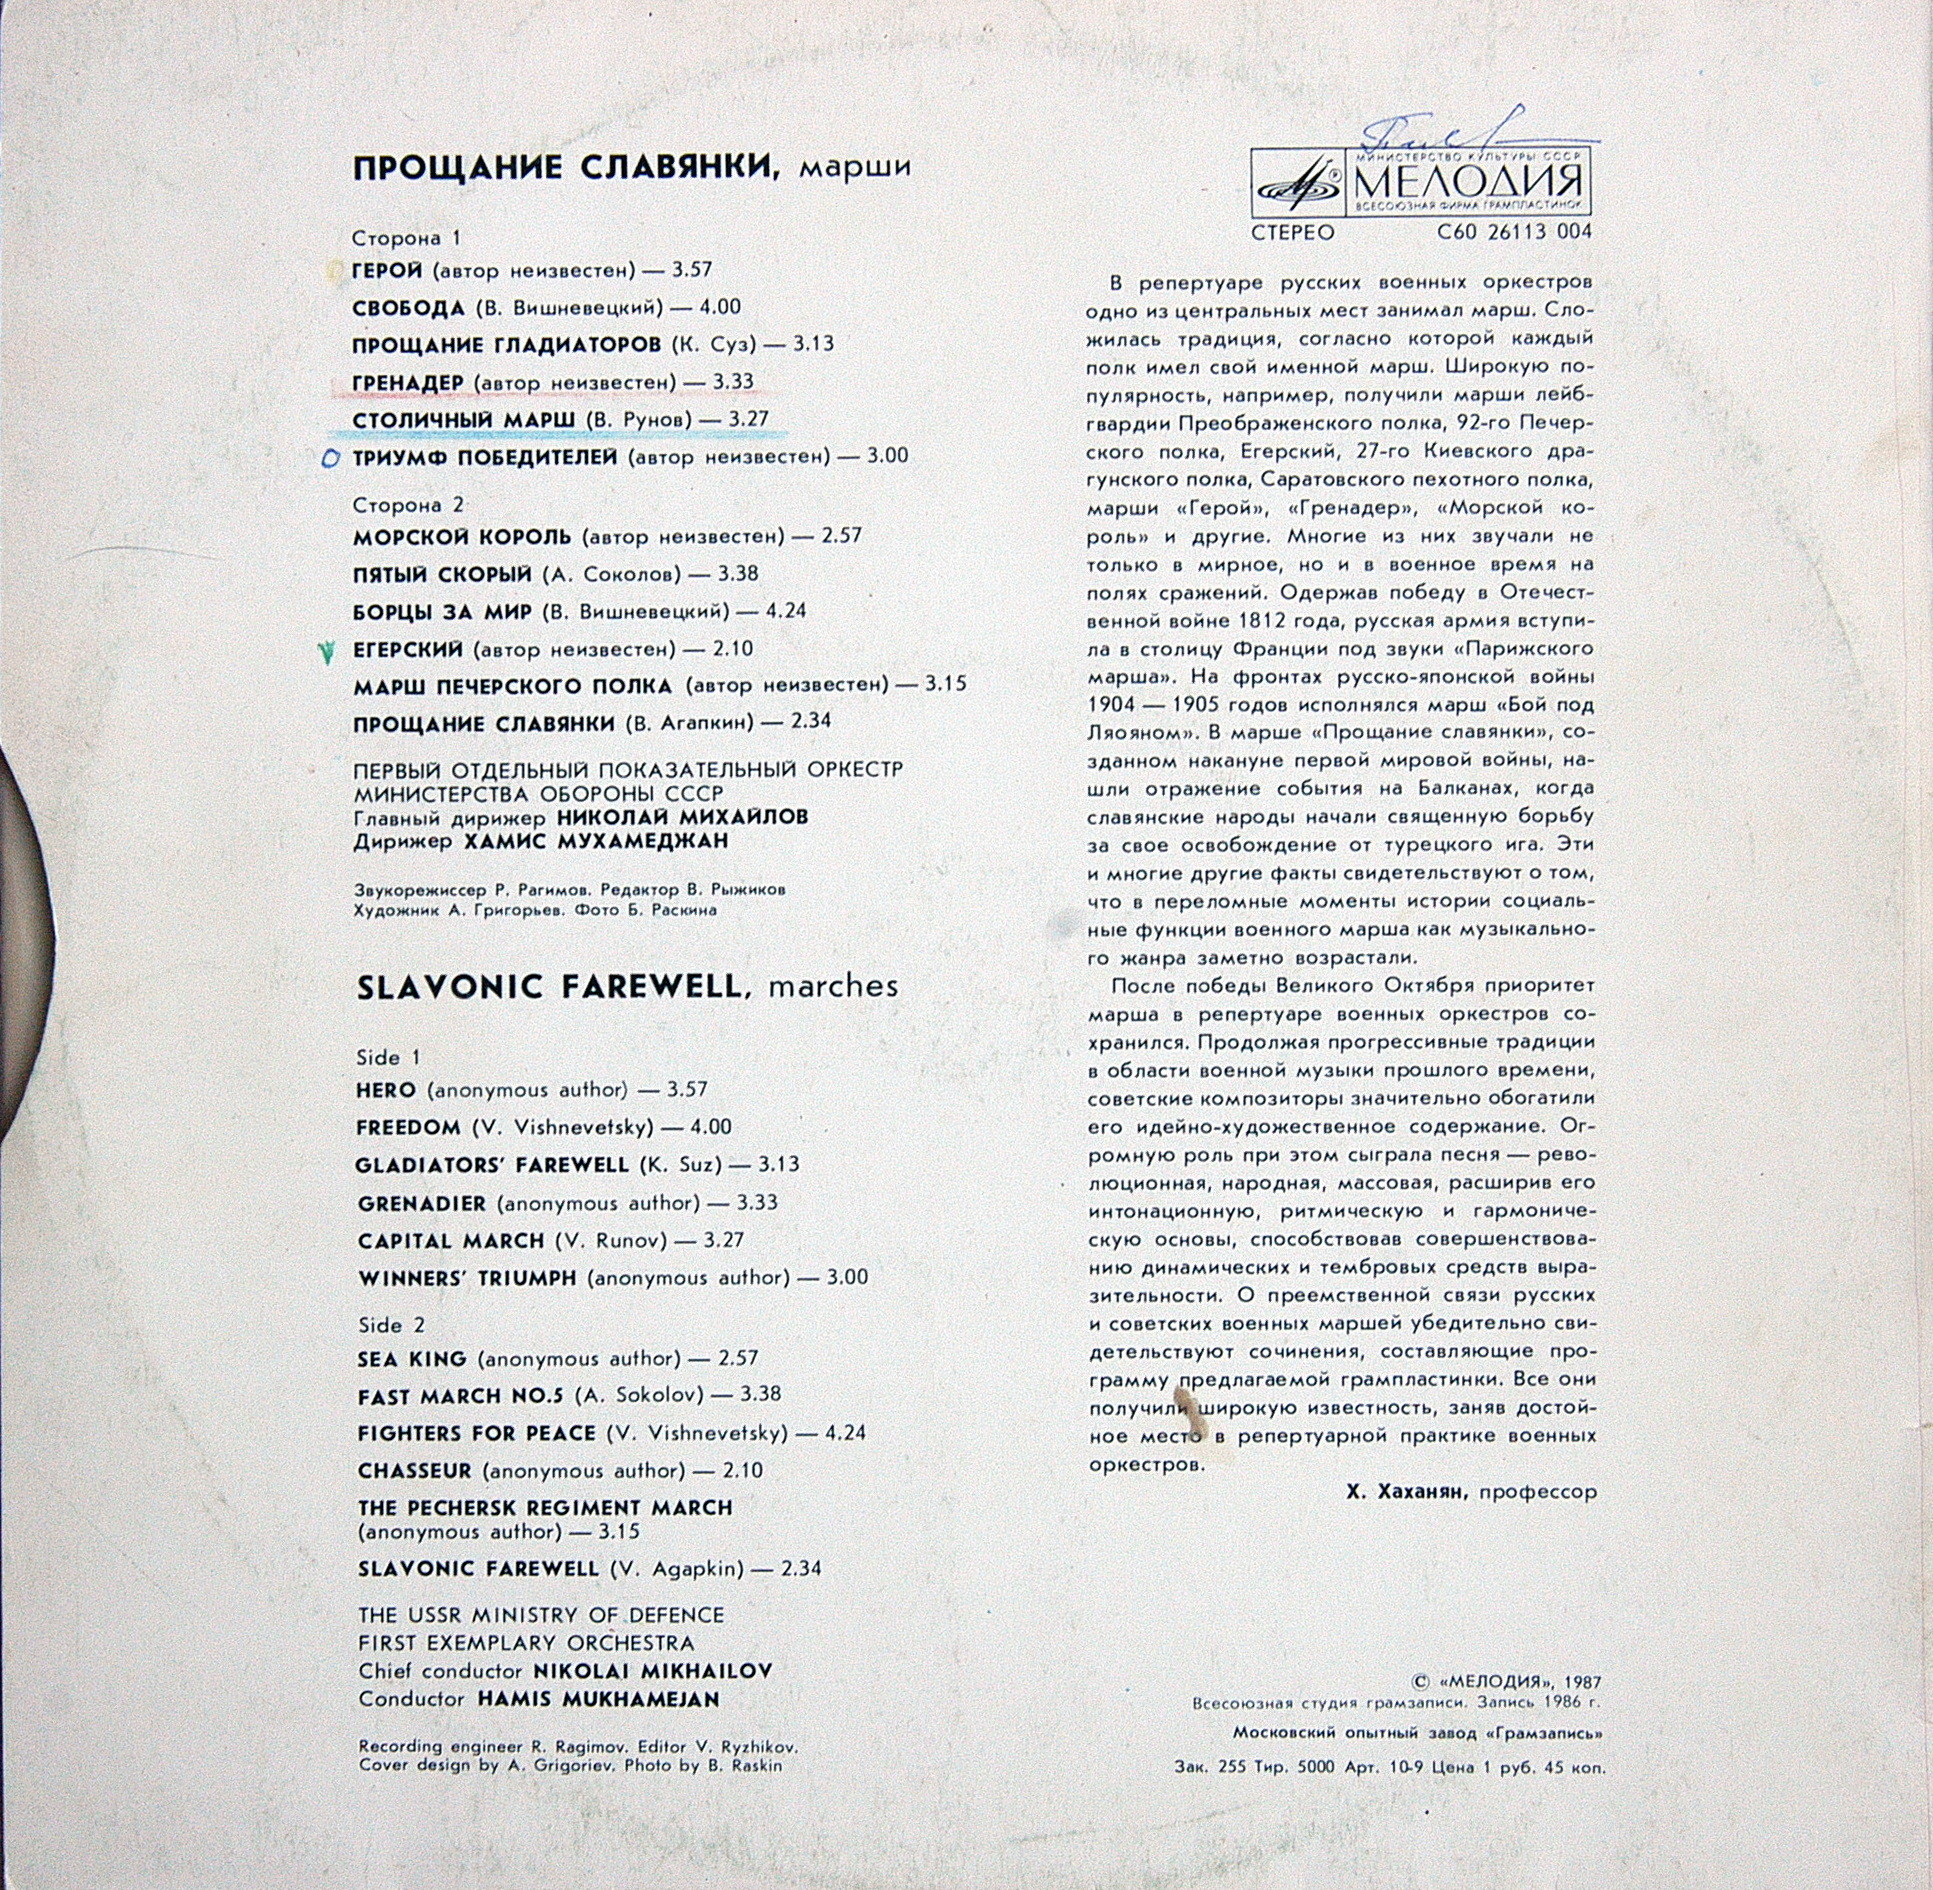 ПРОЩАНИЕ СЛАВЯНКИ, марши
Сторона 1
ГЕРОЙ (автор неизвестен) — 3.57
СВОБОДА (В. Вишневецкий) — 4.00
ПРОЩАНИЕ ГЛАДИАТОРОВ (К. Суз) — 3.13
ГРЕНАДЕР (автор неизвестен) — 3.33
СТОЛИЧНЫЙ МАРШ (В. Рунов) — 3.27
ТРИУМФ ПОБЕДИТЕЛЕЙ (автор неизвестен) — 3.00
Сторона 2
МОРСКОЙ КОРОЛЬ (автор неизвестен) — 2.57
ПЯТЫЙ СКОРЫЙ (А. Соколов) — 3.38
БОРЦЫ ЗА МИР (В. Вишневецкий) — 4.24
ЕГЕРСКИЙ (автор неизвестен) — 2.10
МАРШ ПЕЧЕРСКОГО ПОЛКА (автор неизвестен) — 3.15
ПРОЩАНИЕ СЛАВЯНКИ (В. Агапкин) — 2.34
ПЕРВЫЙ ОТДЕЛЬНЫЙ ПОКАЗАТЕЛЬНЫЙ ОРКЕСТР
МИНИСТЕРСТВА ОБОРОНЫ СССР
Главный дирижер НИКОЛАЙ МИХАЙЛОВ
Дирижер ХАМИС МУХАМЕДЖАН
Звукорежиссер Р. Рагимов. Редактор В. Рыжиков
Художник А. Григорьев. Фото Б. Раскина
SLAVONIC FAREWELL, marches
Side 1
HERO (anonymous author) — 3.57
FREEDOM (V. Vishnevetsky) — 4.00
GLADIATORS' FAREWELL (K. Suz) — 3.13
GRENADIER (anonymous author) — 3.33
CAPITAL MARCH (V. Runov) — 3.27
WINNERS' TRIUMPH (anonymous author) — 3.00
Side 2
SEA KING (anonymous author) — 2.57
FAST MARCH NO.5 (A. Sokolov) — 3.38
FIGHTERS FOR PEACE (V. Vishnevetsky) — 4.24
CHASSEUR (anonymous author) — 2.10
THE PECHERSK REGIMENT MARCH
(anonymous author) — 3.15
SLAVONIC FAREWELL (V. Agapkin) — 2.34
THE USSR MINISTRY OF DEFENCE
FIRST EXEMPLARY ORCHESTRA
Chief conductor NIKOLAI MIKHAILOV
Conductor HAMIS MUKHAMEJAN
Recording engineer R. Ragimov. Editor V. Ryzhikov.
Cover design by A. Grigoriev. Photo by B. Raskin
МИНИСТЕРСТВО КУЛЬТУРЫ СССР
МЕЛОДИЯ
ВСЕСОЮЗНАЯ ФИРМА ГРАМПЛАСТИНОК
СТЕРЕО С60 26113 004
В репертуаре русских военных оркестров
одно из центральных мест занимал марш. Сло-
жилась традиция, согласно которой каждый
полк имел свой именной марш. Широкую по-
пулярность, например, получили марши лейб-
гвардии Преображенского полка, 92-го Печер-
ского полка, Егерский, 27-го Киевского дра-
гунского полка, Саратовского пехотного полка,
марши «Герой», «Гренадер», «Морской ко-
роль» и другие. Многие из них звучали не
только в мирное, но и в военное время на
полях сражений. Одержав победу в Отечест-
венной войне 1812 года, русская армия вступи-
ла в столицу Франции под звуки «Парижского
марша». На фронтах русско-японской войны
1904 — 1905 годов исполнялся марш «Бой под
Ляояном». В марше «Прощание славянки», со-
зданном накануне первой мировой войны, на-
шли отражение события на Балканах, когда
славянские народы начали священную борьбу
за свое освобождение от турецкого ига. Эти
и многие другие факты свидетельствуют о том,
что в переломные моменты истории социаль-
ные функции военного марша как музыкально-
го жанра заметно возрастали.
После победы Великого Октября приоритет
марша в репертуаре военных оркестров со-
хранился. Продолжая прогрессивные традиции
в области военной музыки прошлого времени,
советские композиторы значительно обогатили
его идейно-художественное содержание. Ог-
ромную роль при этом сыграла песня — рево-
люционная, народная, массовая, расширив его
интонационную, ритмическую и гармониче-
скую основы, способствовав совершенствова-
нию динамических и тембровых средств выра-
зительности. О преемственной связи русских
и советских военных маршей убедительно сви-
детельствуют сочинения, составляющие про-
грамму предлагаемой грампластинки. Все они
получили широкую известность, заняв достой-
ное место в репертуарной практике военных
оркестров.
Х. Хаханян, профессор
© «МЕЛОДИЯ», 1987
Всесоюзная студия грамзаписи. Запись 1986 г.
Московский опытный завод «Грамзапись»
Зак. 255 Тир. 5000 Арт. 10-9 Цена 1 руб. 45 коп.